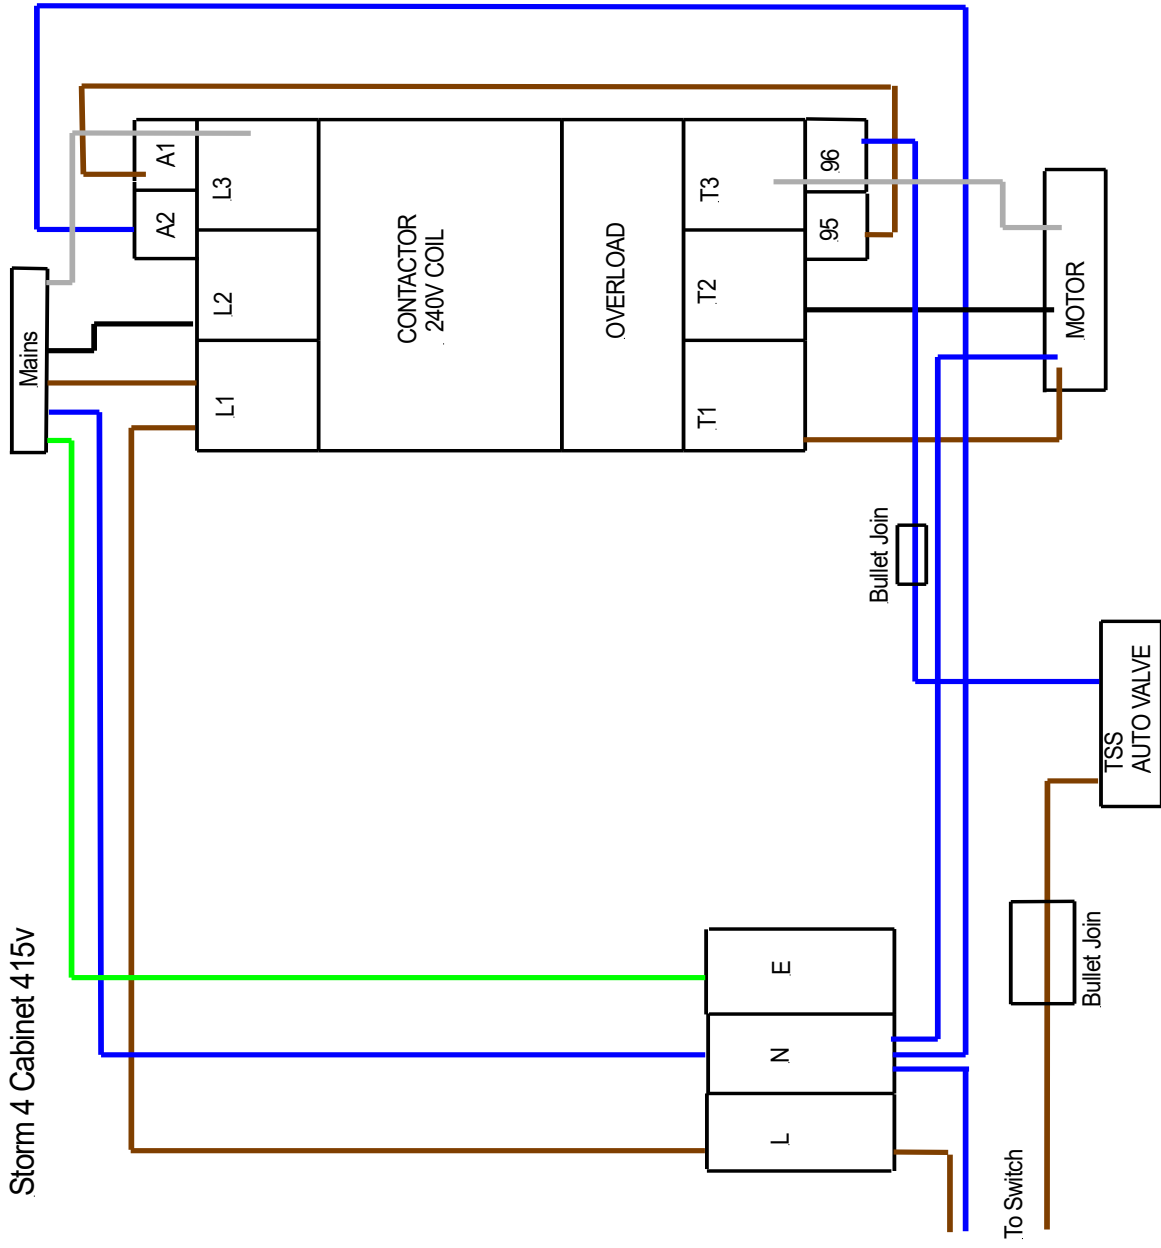 Storm 4 Cabinet 415v
Mains
A2
A1
L1
L2
L3
CONTACTOR
240V COIL
OVERLOAD
T1
T2
T3
95
96
MOTOR
Bullet Join
L
N
E
TSS
AUTO VALVE
Bullet Join
To Switch